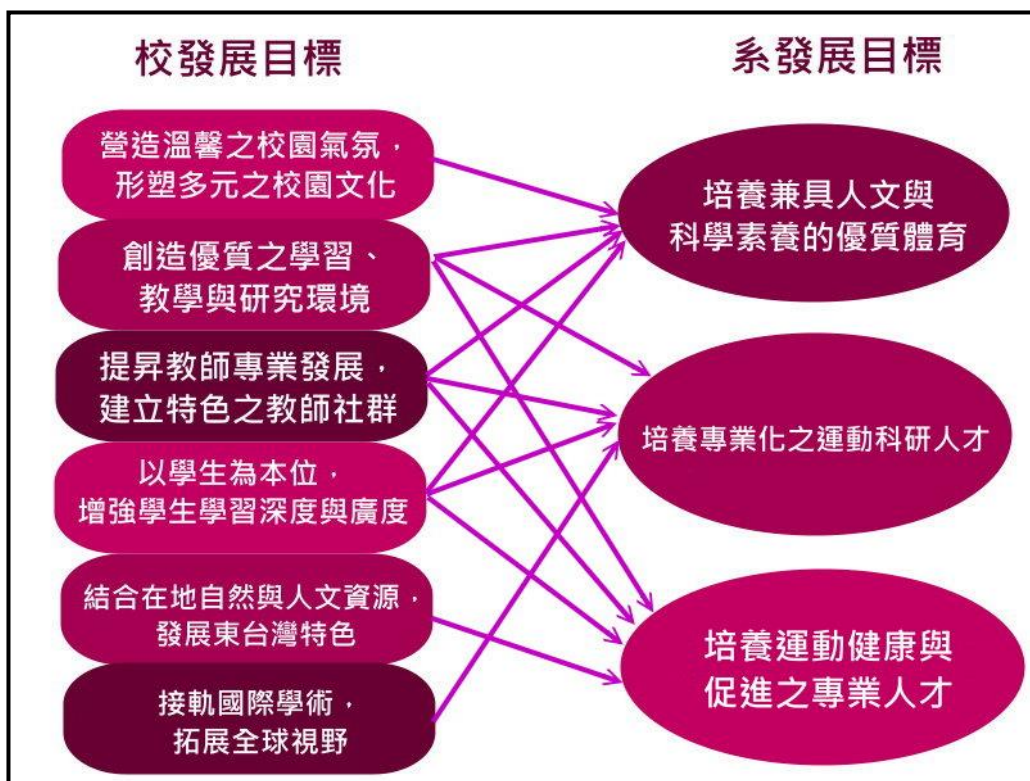 校發展目標
營造溫馨之校園氣氛，
形塑多元之校園文化
創造優質之學習、
教學與研究環境
提昇教師專業發展，
建立特色之教師社群
以學生為本位，
增強學生學習深度與廣度
結合在地自然與人文資源，
發展東台灣特色
接軌國際學術，
拓展全球視野
系發展目標
培養兼具人文與
科學素養的優質體育
培養專業化之運動科研人才
培養運動健康與
促進之專業人才